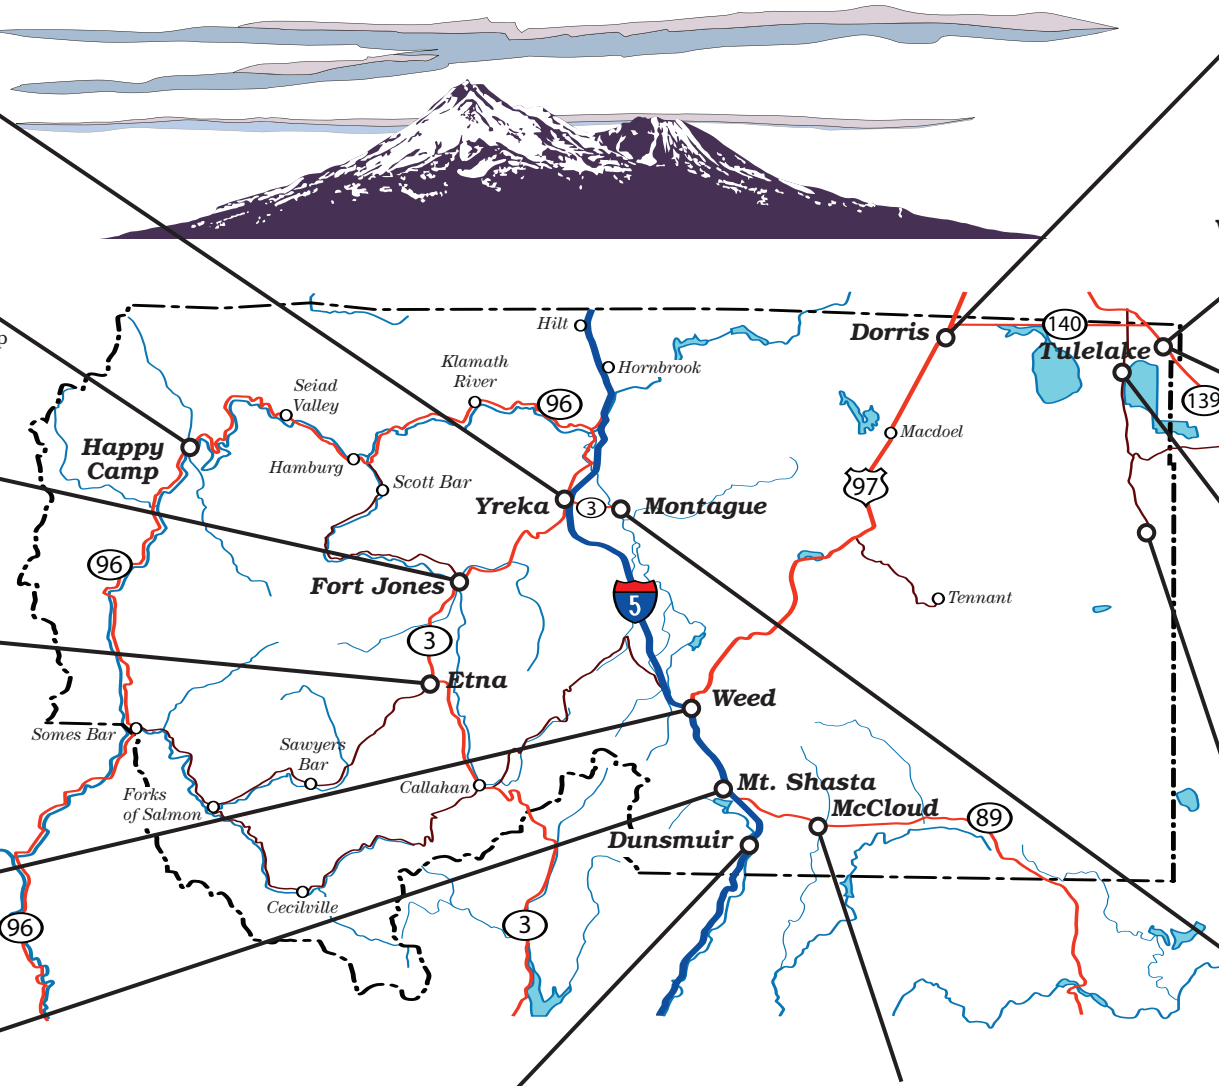 Hilt
140
Dorris
Tulelake
p
Klamath
River
Hornbrook
Seiad
Valley
96
139
Macdoel
Happy
Camp
Hamburg
Scott Bar
97
Yreka
3
Montague
96
Fort Jones
5
Tennant
3
Etna
Weed
Somes Bar
Sawyers
Bar
Callahan
Mt. Shasta
Forks
of Salmon
McCloud
89
Dunsmuir
Cecilville
96
3